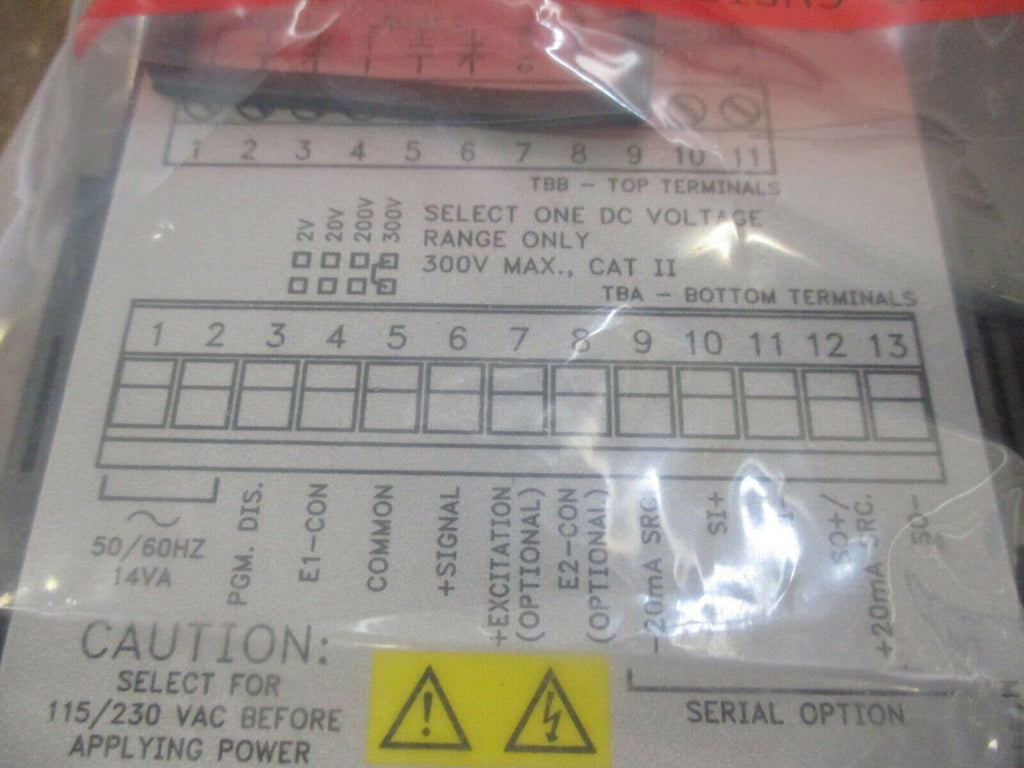 1 2 3 4 5 6 7 8 9 10 11
TBB - TOP TERMINALS
2V 20V 200V 300V
SELECT ONE DC VOLTAGE
RANGE ONLY
300V MAX., CAT II
TBA - BOTTOM TERMINALS
1 2 3 4 5 6 7 8 9 10 11 12 13
50/60HZ
14VA
PGM. DIS.
E1-CON
COMMON
+SIGNAL
+EXCITATION
(OPTIONAL)
E2-CON
(OPTIONAL)
-20mA SRC.
SI+
SI-
SO+/
+20mA SRC.
SO-
SERIAL OPTION
CAUTION:
SELECT FOR
115/230 VAC BEFORE
APPLYING POWER